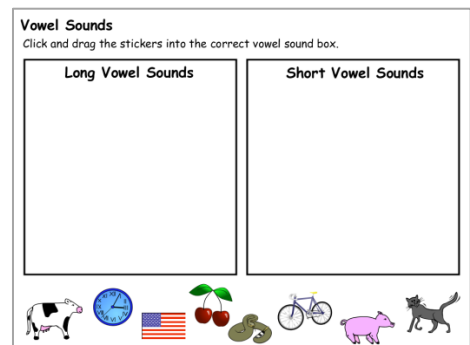 Vowel Sounds
Click and drag the stickers into the correct vowel sound box.
Long Vowel Sounds
Short Vowel Sounds